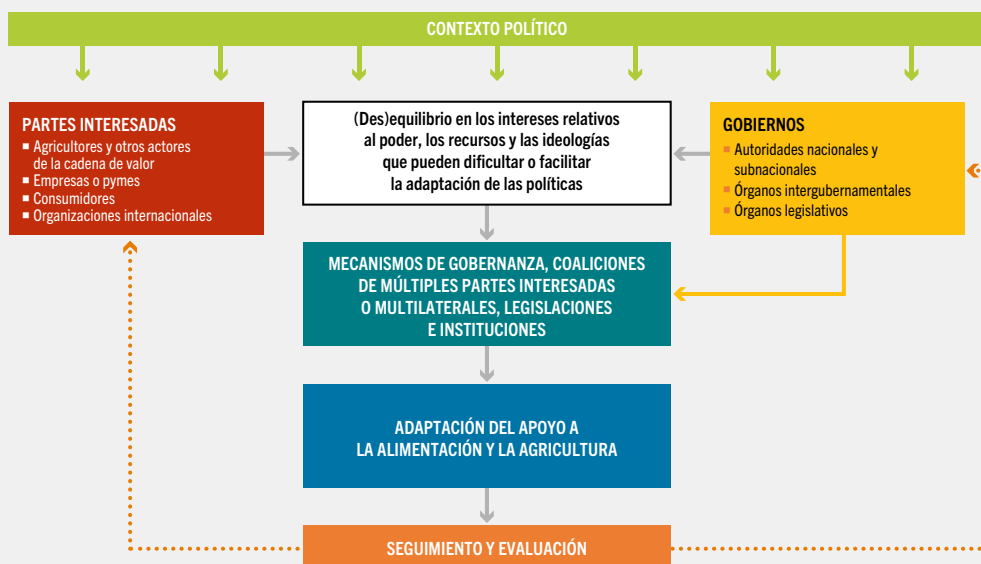 CONTEXTO POLÍTICO
PARTES INTERESADAS
■ Agricultores y otros actores
de la cadena de valor
■ Empresas o pymes
■ Consumidores
■ Organizaciones internacionales
(Des)equilibrio en los intereses relativos
al poder, los recursos y las ideologías
que pueden dificultar o facilitar
la adaptación de las políticas
GOBIERNOS
■ Autoridades nacionales y
subnacionales
■ Órganos intergubernamentales
■ Órganos legislativos
MECANISMOS DE GOBERNANZA, COALICIONES
DE MÚLTIPLES PARTES INTERESADAS
O MULTILATERALES, LEGISLACIONES
E INSTITUCIONES
ADAPTACIÓN DEL APOYO A
LA ALIMENTACIÓN Y LA AGRICULTURA
SEGUIMIENTO Y EVALUACIÓN